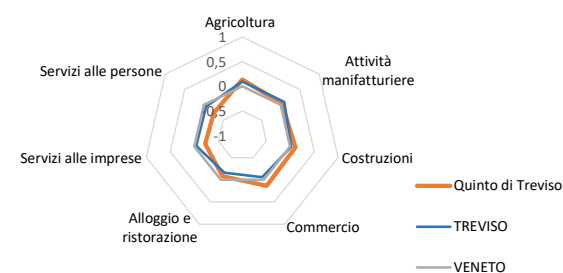 Agricoltura
1
0,5
0
-0,5
-1
Attività
manifatturiere
Costruzioni
Commercio
Alloggio e
ristorazione
Servizi alle imprese
Servizi alle persone
Quinto di Treviso
TREVISO
VENETO